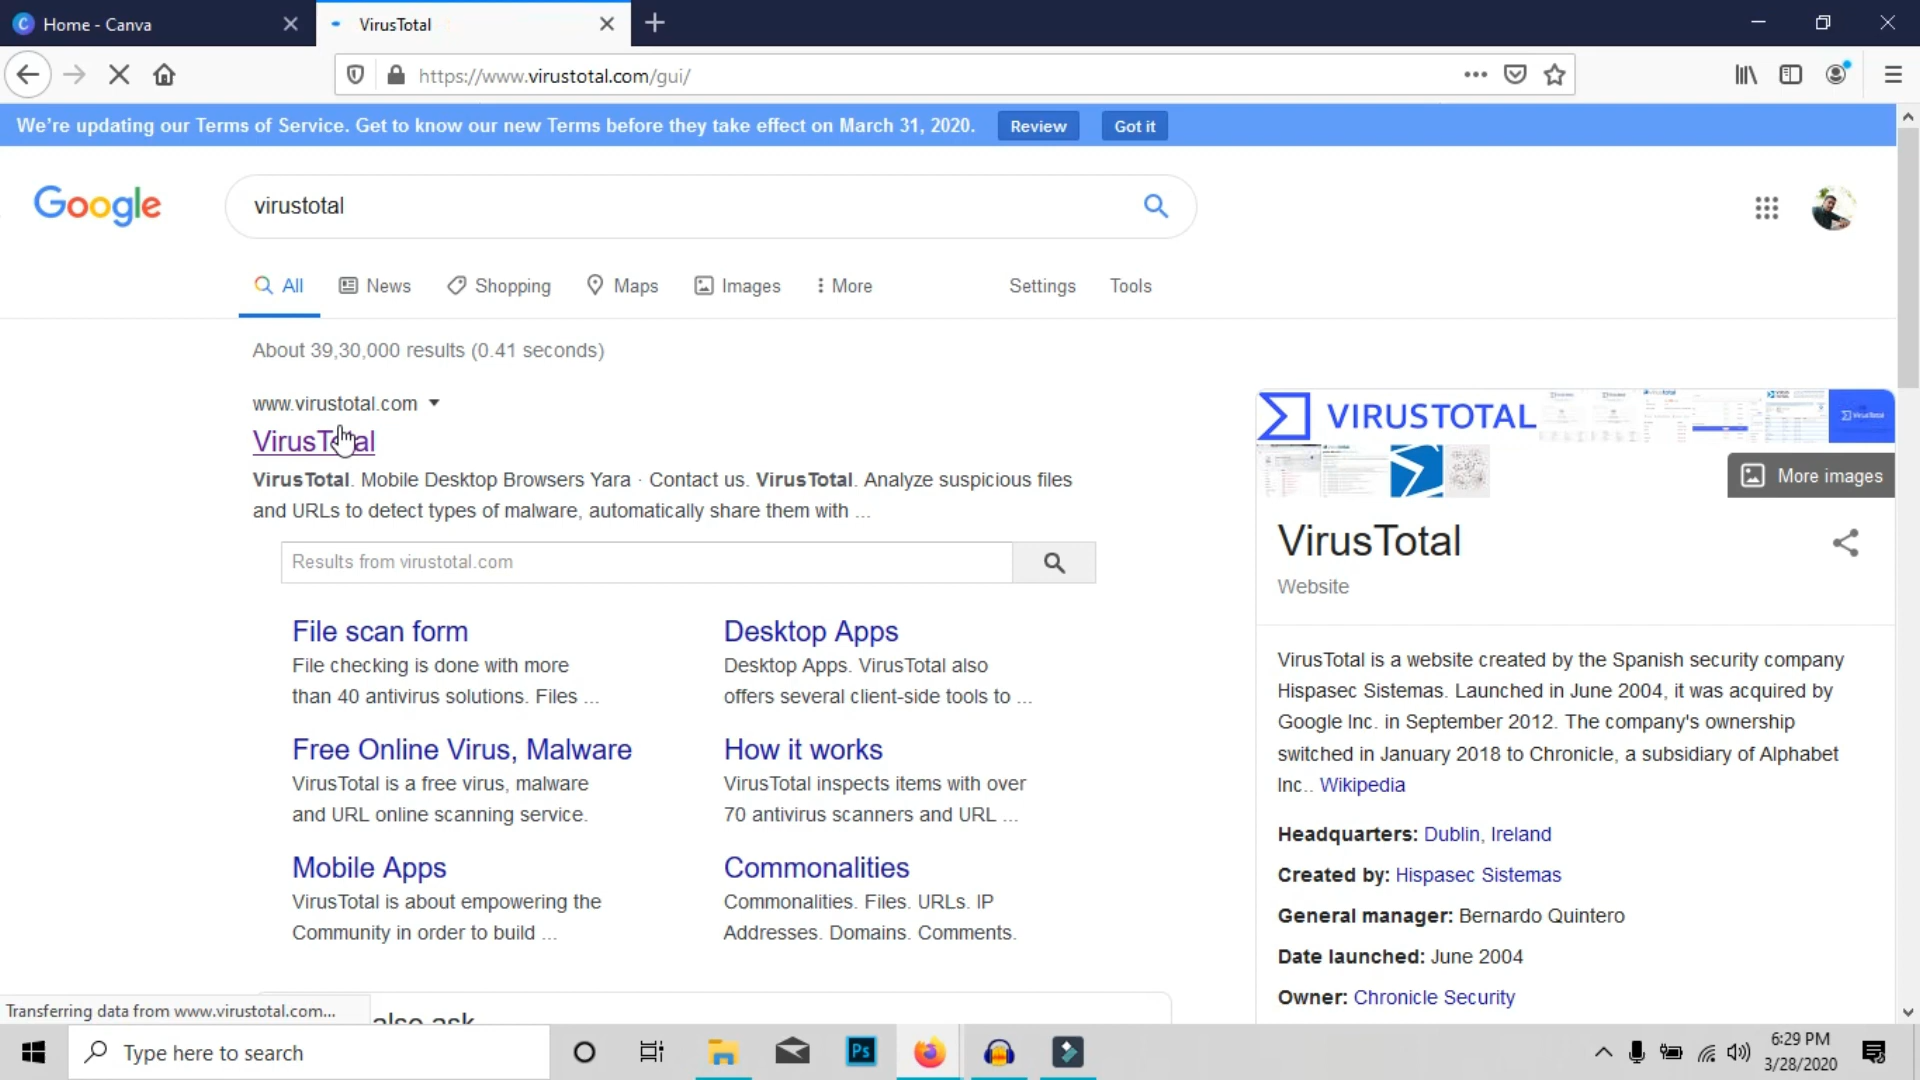 Home - Canva
VirusTotal
https://www.virustotal.com/gui/
We're updating our Terms of Service. Get to know our new Terms before they take effect on March 31, 2020.
Review
Got it
Google
virustotal
All
News
Shopping
Maps
Images
More
Settings
Tools
About 39,30,000 results (0.41 seconds)
www.virustotal.com
VirusTotal
VirusTotal. Mobile Desktop Browsers Yara · Contact us. VirusTotal. Analyze suspicious files
and URLs to detect types of malware, automatically share them with ...
Results from virustotal.com
File scan form
File checking is done with more
than 40 antivirus solutions. Files ...
Desktop Apps
Desktop Apps. VirusTotal also
offers several client-side tools to ...
Free Online Virus, Malware
VirusTotal is a free virus, malware
and URL online scanning service.
How it works
VirusTotal inspects items with over
70 antivirus scanners and URL ...
Mobile Apps
VirusTotal is about empowering the
Community in order to build ...
Commonalities
Commonalities. Files. URLs. IP
Addresses. Domains. Comments.
VIRUSTOTAL
More images
VirusTotal
Website
VirusTotal is a website created by the Spanish security company
Hispasec Sistemas. Launched in June 2004, it was acquired by
Google Inc. in September 2012. The company's ownership
switched in January 2018 to Chronicle, a subsidiary of Alphabet
Inc.. Wikipedia
Headquarters: Dublin, Ireland
Created by: Hispasec Sistemas
General manager: Bernardo Quintero
Date launched: June 2004
Owner: Chronicle Security
Transferring data from www.virustotal.com...
also ask
Type here to search
Ps
6:29 PM
3/28/2020